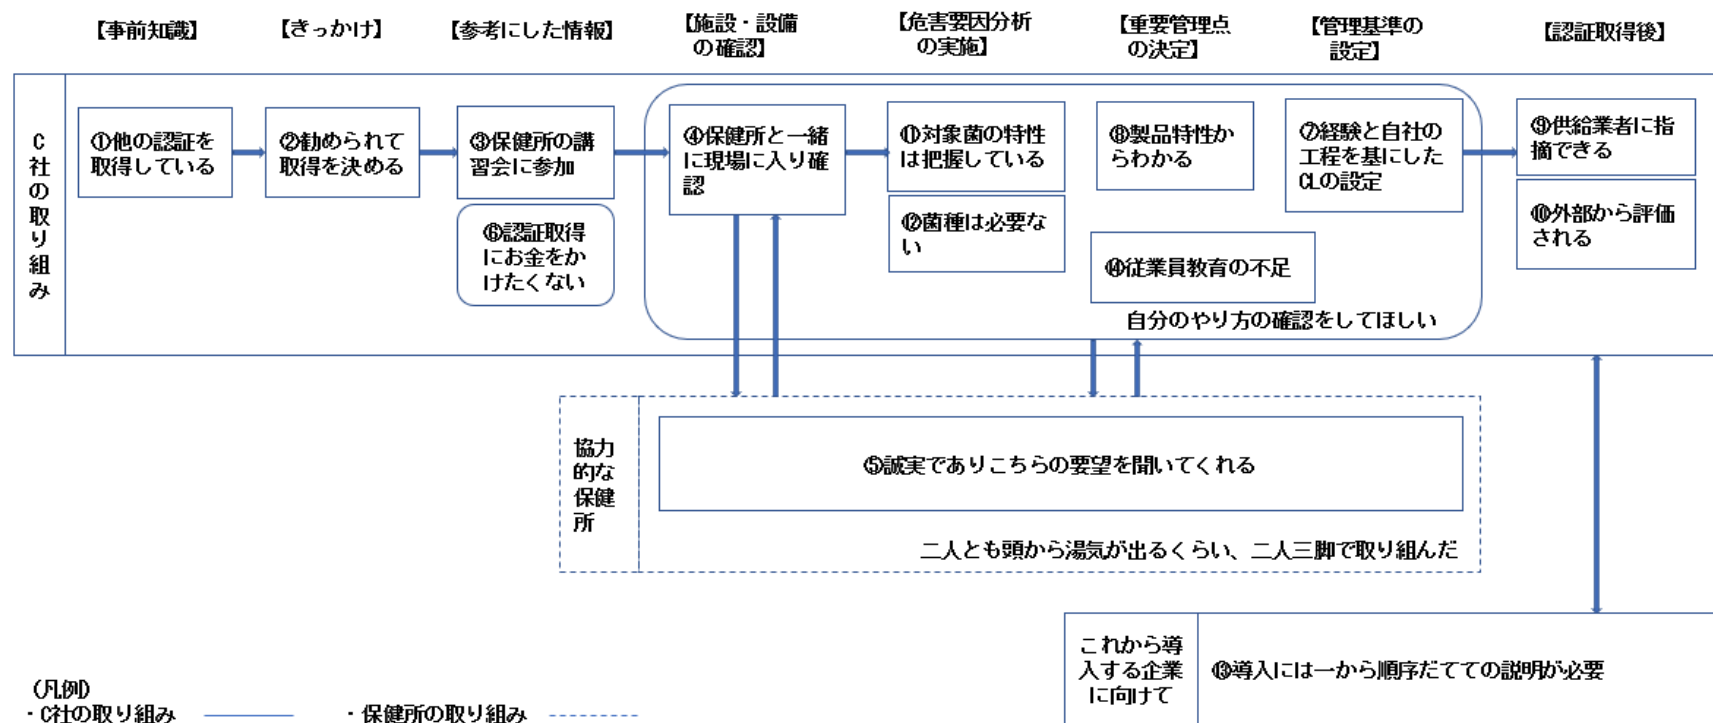 【事前知識】
【きっかけ】
【参考にした情報】
【施設・設備
の確認】
【危害要因分析
の実施】
【重要管理点
の決定】
【管理基準の
設定】
【認証取得後】
C社の取り組み
①他の認証を
取得している
②勧められて
取得を決める
③保健所の講
習会に参加
⑥認証取得
にお金をか
けたくない
④保健所と一緒
に現場に入り確
認
⑪対象菌の特性
は把握している
⑫菌種は必要な
い
⑧製品特性か
らわかる
⑭従業員教育の不足
⑦経験と自社の
工程を基にした
CLの設定
自分のやり方の確認をしてほしい
⑨供給業者に指
摘できる
⑩外部から評価
される
協力
的な
保健
所
⑤誠実でありこちらの要望を聞いてくれる
二人とも頭から湯気が出るくらい、二人三脚で取り組んだ
これから導
入する企業
に向けて
⑬導入には一から順序だてての説明が必要
(凡例)
・C社の取り組み
・保健所の取り組み